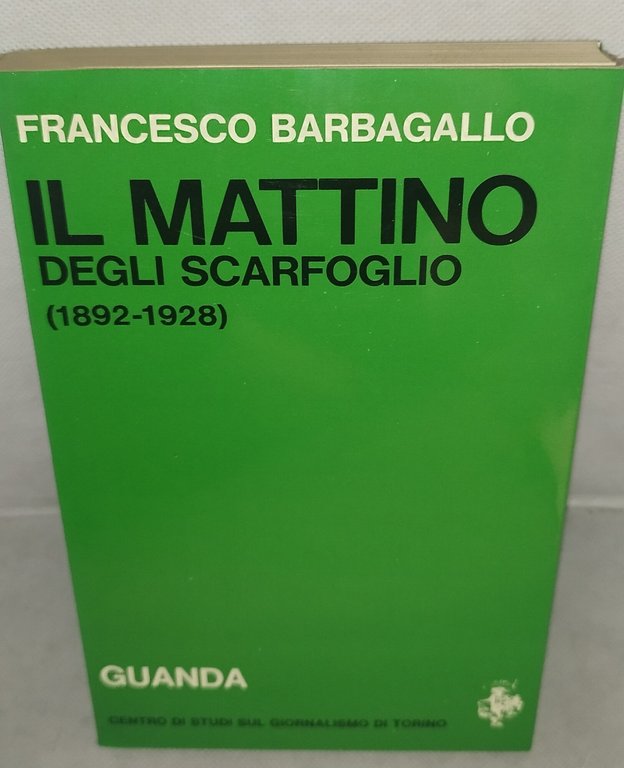 FRANCESCO BARBAGALLO
IL MATTINO
DEGLI SCARFOGLIO
(1892-1928)
GUANDA
CENTRO DI STUDI SUL GIORNALISMO DI TORINO